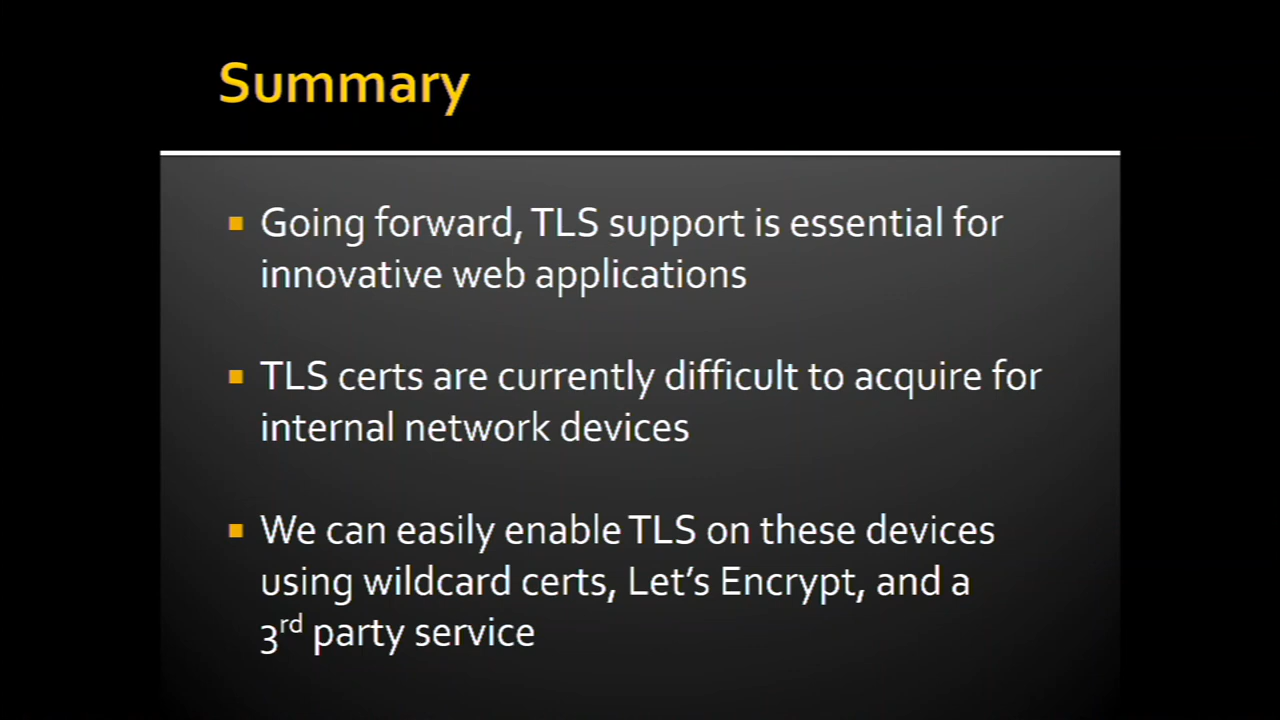 Summary
Going forward, TLS support is essential for
innovative web applications
TLS certs are currently difficult to acquire for
internal network devices
We can easily enable TLS on these devices
using wildcard certs, Let’s Encrypt, and a
3rd party service